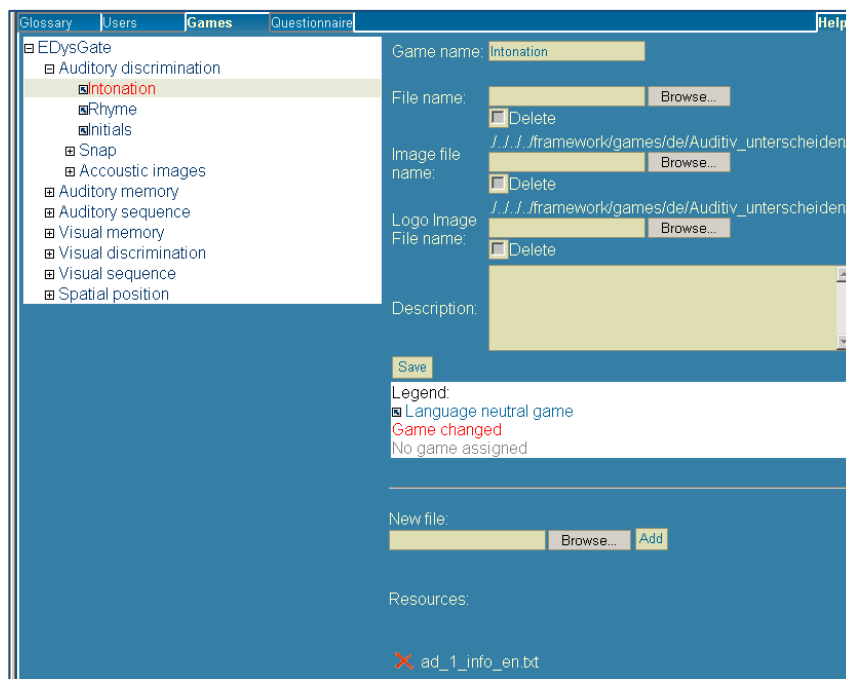 Glossary Users Games Questionnaire Help
EDysGate
Auditory discrimination
Intonation
Rhyme
Initials
Snap
Accoustic images
Auditory memory
Auditory sequence
Visual memory
Visual discrimination
Visual sequence
Spatial position
Game name: Intonation
File name: Browse...
Delete
./../../../framework/games/de/Auditiv_unterscheiden
Image file name: Browse...
Delete
./../../../framework/games/de/Auditiv_unterscheiden
Logo Image File name: Browse...
Delete
Description:
Save
Legend:
Language neutral game
Game changed
No game assigned
New file:
Browse... Add
Resources:
ad_1_info_en.txt